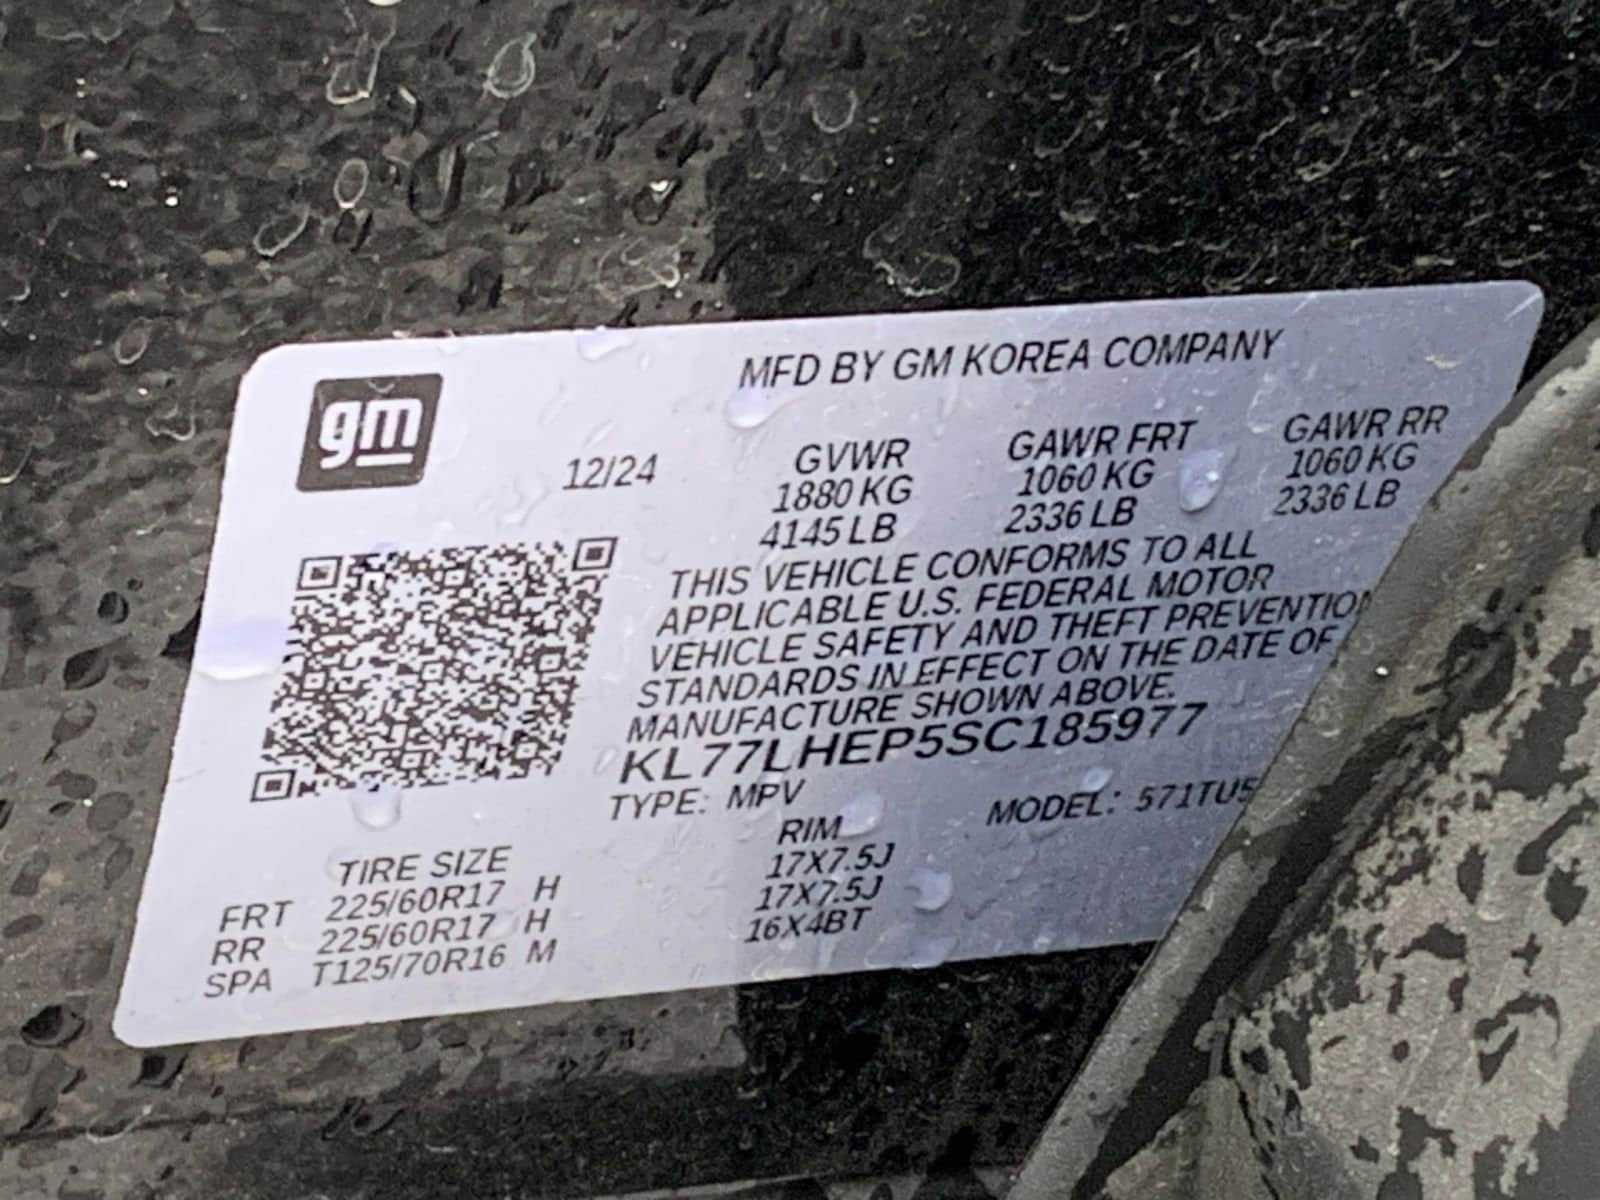 gm
MFD BY GM KOREA COMPANY
12/24
GVWR GAWR FRT GAWR RR
1880 KG 1060 KG 1060 KG
4145 LB 2336 LB 2336 LB
THIS VEHICLE CONFORMS TO ALL
APPLICABLE U.S. FEDERAL MOTOR
VEHICLE SAFETY AND THEFT PREVENTION
STANDARDS IN EFFECT ON THE DATE OF
MANUFACTURE SHOWN ABOVE.
KL77LHEP5SC185977
TYPE: MPV MODEL: 571TU5
TIRE SIZE RIM
FRT 225/60R17 H 17X7.5J
RR 225/60R17 H 17X7.5J
SPA T125/70R16 M 16X4BT